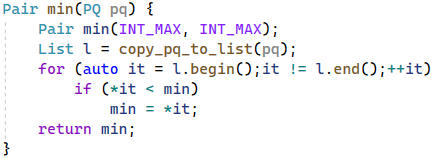 Pair min(PQ pq) {
    Pair min(INT_MAX, INT_MAX);
    List l = copy_pq_to_list(pq);
    for (auto it = l.begin();it != l.end();++it)
        if (*it < min)
            min = *it;
    return min;
}